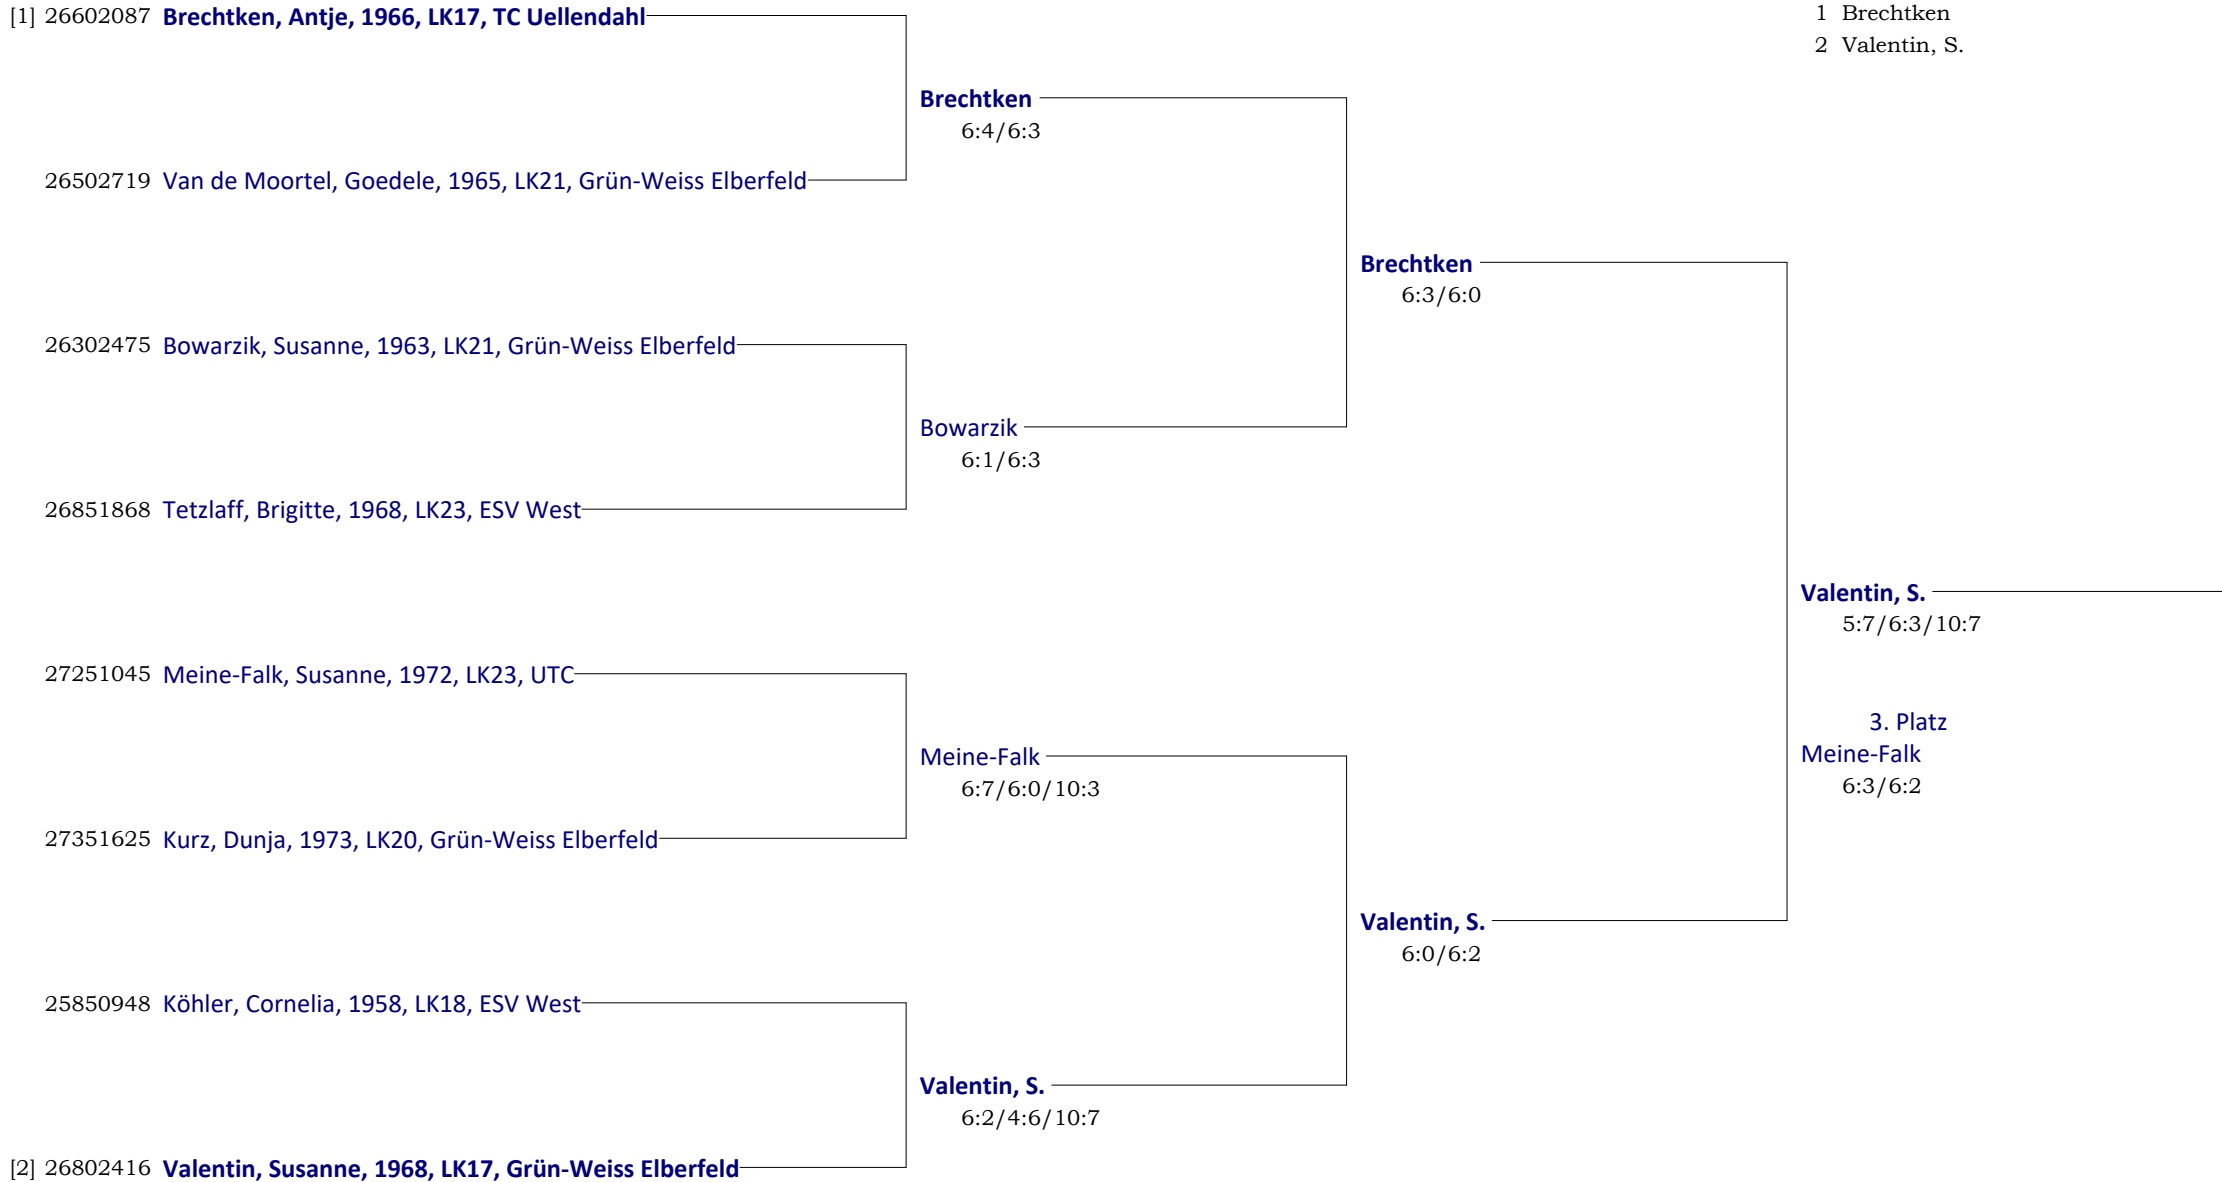 [1] 26602087 Brechtken, Antje, 1966, LK17, TC Uellendahl
1 Brechtken
2 Valentin, S.
Brechtken
6:4/6:3
26502719 Van de Moortel, Goedele, 1965, LK21, Grün-Weiss Elberfeld
Brechtken
6:3/6:0
26302475 Bowarzik, Susanne, 1963, LK21, Grün-Weiss Elberfeld
Bowarzik
6:1/6:3
26851868 Tetzlaff, Brigitte, 1968, LK23, ESV West
Valentin, S.
5:7/6:3/10:7
27251045 Meine-Falk, Susanne, 1972, LK23, UTC
3. Platz
Meine-Falk
6:3/6:2
Meine-Falk
6:7/6:0/10:3
27351625 Kurz, Dunja, 1973, LK20, Grün-Weiss Elberfeld
Valentin, S.
6:0/6:2
25850948 Köhler, Cornelia, 1958, LK18, ESV West
Valentin, S.
6:2/4:6/10:7
[2] 26802416 Valentin, Susanne, 1968, LK17, Grün-Weiss Elberfeld